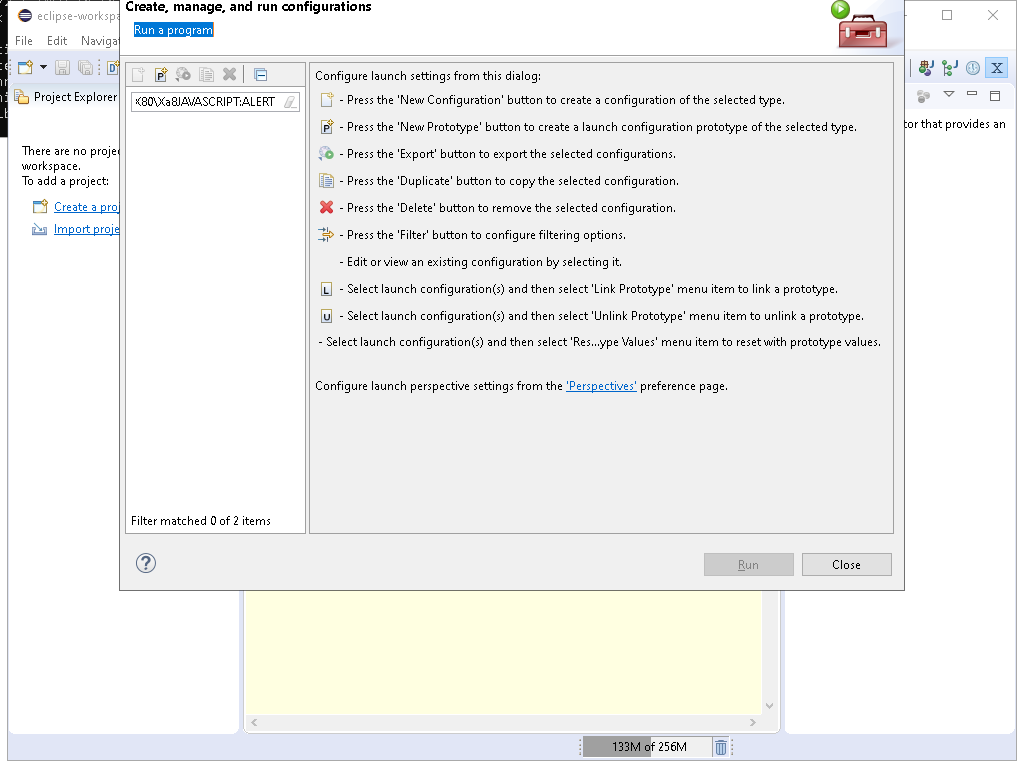 Create, manage, and run configurations
eclipse-workspa
Run a program
File Edit Naviga
Project Explorer
<80\Xa8JAVASCRIPT:ALERT
Configure launch settings from this dialog:
- Press the 'New Configuration' button to create a configuration of the selected type.
- Press the 'New Prototype' button to create a launch configuration prototype of the selected type.
- Press the 'Export' button to export the selected configurations.
- Press the 'Duplicate' button to copy the selected configuration.
- Press the 'Delete' button to remove the selected configuration.
- Press the 'Filter' button to configure filtering options.
- Edit or view an existing configuration by selecting it.
- Select launch configuration(s) and then select 'Link Prototype' menu item to link a prototype.
- Select launch configuration(s) and then select 'Unlink Prototype' menu item to unlink a prototype.
- Select launch configuration(s) and then select 'Res...ype Values' menu item to reset with prototype values.
Configure launch perspective settings from the 'Perspectives' preference page.
tor that provides an
There are no projec
workspace.
To add a project:
Create a proj
Import proje
Filter matched 0 of 2 items
Run
Close
133M of 256M